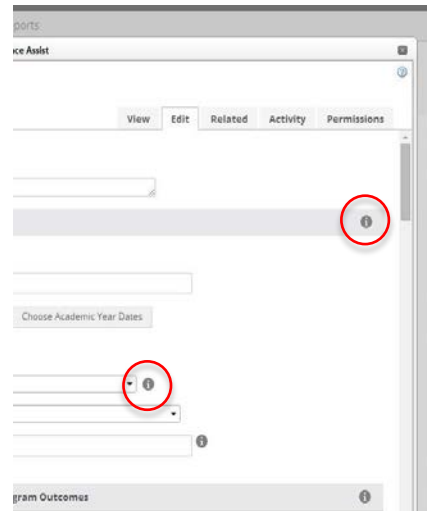 ports
ce Assist
View Edit Related Activity Permissions
Choose Academic Year Dates
gram Outcomes